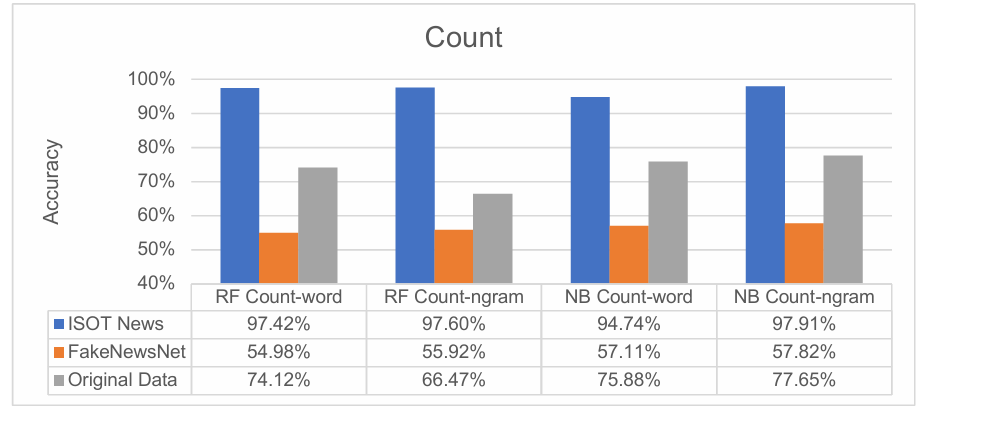 Count
Accuracy
100%
90%
80%
70%
60%
50%
40%
RF Count-word RF Count-ngram NB Count-word NB Count-ngram
ISOT News 97.42% 97.60% 94.74% 97.91%
FakeNewsNet 54.98% 55.92% 57.11% 57.82%
Original Data 74.12% 66.47% 75.88% 77.65%